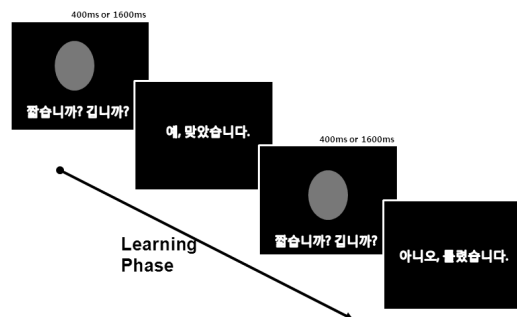 400ms or 1600ms
짧습니까? 깁니까?
예, 맞았습니다.
400ms or 1600ms
짧습니까? 깁니까?
아니오, 틀렸습니다.
Learning
Phase